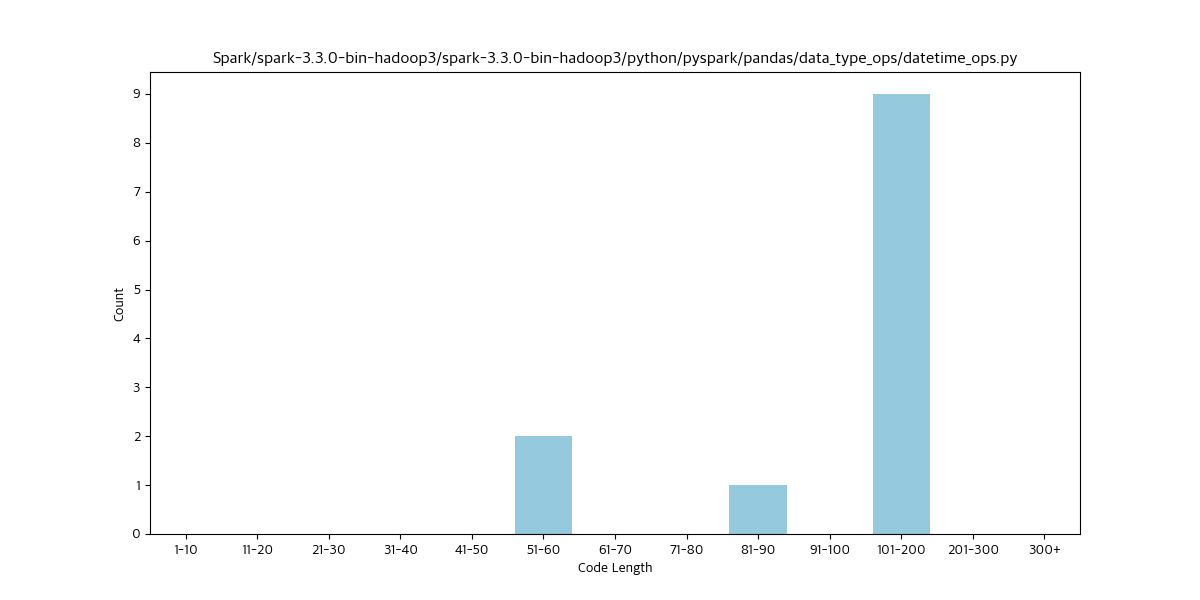 Spark/spark-3.3.0-bin-hadoop3/spark-3.3.0-bin-hadoop3/python/pyspark/pandas/data_type_ops/datetime_ops.py
9
8
7
6
5
4
3
2
1
0
Count
1-10 11-20 21-30 31-40 41-50 51-60 61-70 71-80 81-90 91-100 101-200 201-300 300+
Code Length